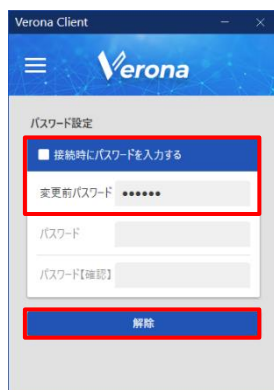 Verona Client
Verona
パスワード設定
接続時にパスワードを入力する
変更前パスワード ●●●●●●
パスワード
パスワード【確認】
解除